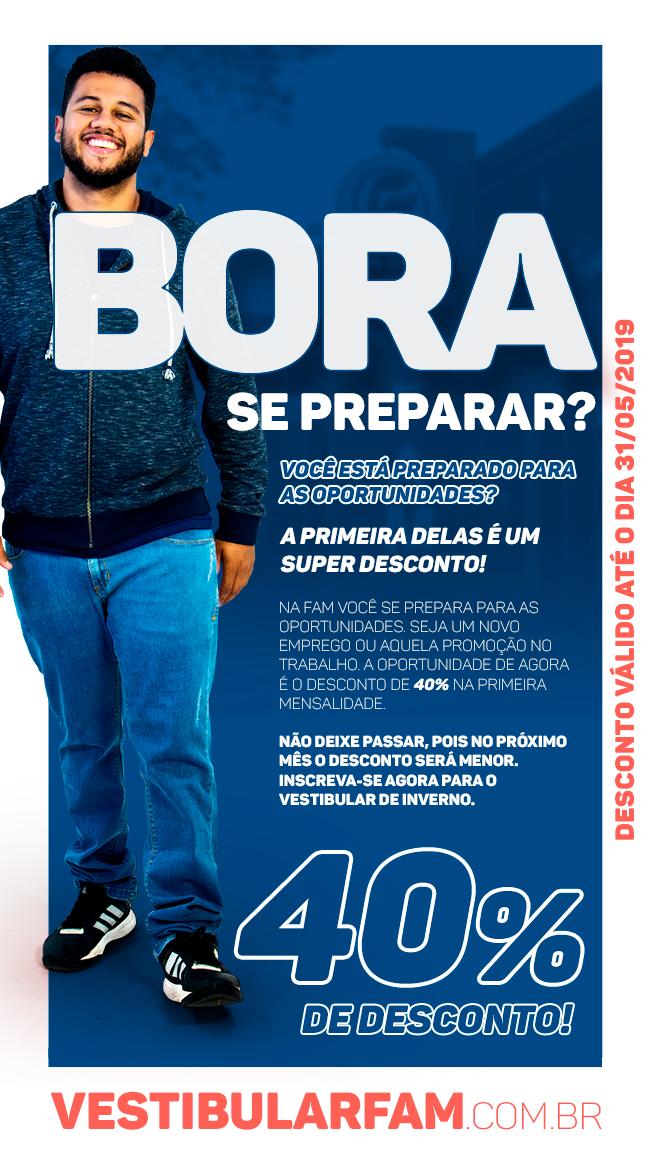 BORA
SE PREPARAR?
VOCÊ ESTÁ PREPARADO PARA
AS OPORTUNIDADES?
A PRIMEIRA DELAS É UM
SUPER DESCONTO!
NA FAM VOCÊ SE PREPARA PARA AS
OPORTUNIDADES. SEJA UM NOVO
EMPREGO OU AQUELA PROMOÇÃO NO
TRABALHO. A OPORTUNIDADE DE AGORA
É O DESCONTO DE 40% NA PRIMEIRA
MENSALIDADE.
NÃO DEIXE PASSAR, POIS NO PRÓXIMO
MÊS O DESCONTO SERÁ MENOR.
INSCREVA-SE AGORA PARA O
VESTIBULAR DE INVERNO.
40%
DE DESCONTO!
DESCONTO VÁLIDO ATÉ O DIA 31/05/2019
VESTIBULARFAM.COM.BR